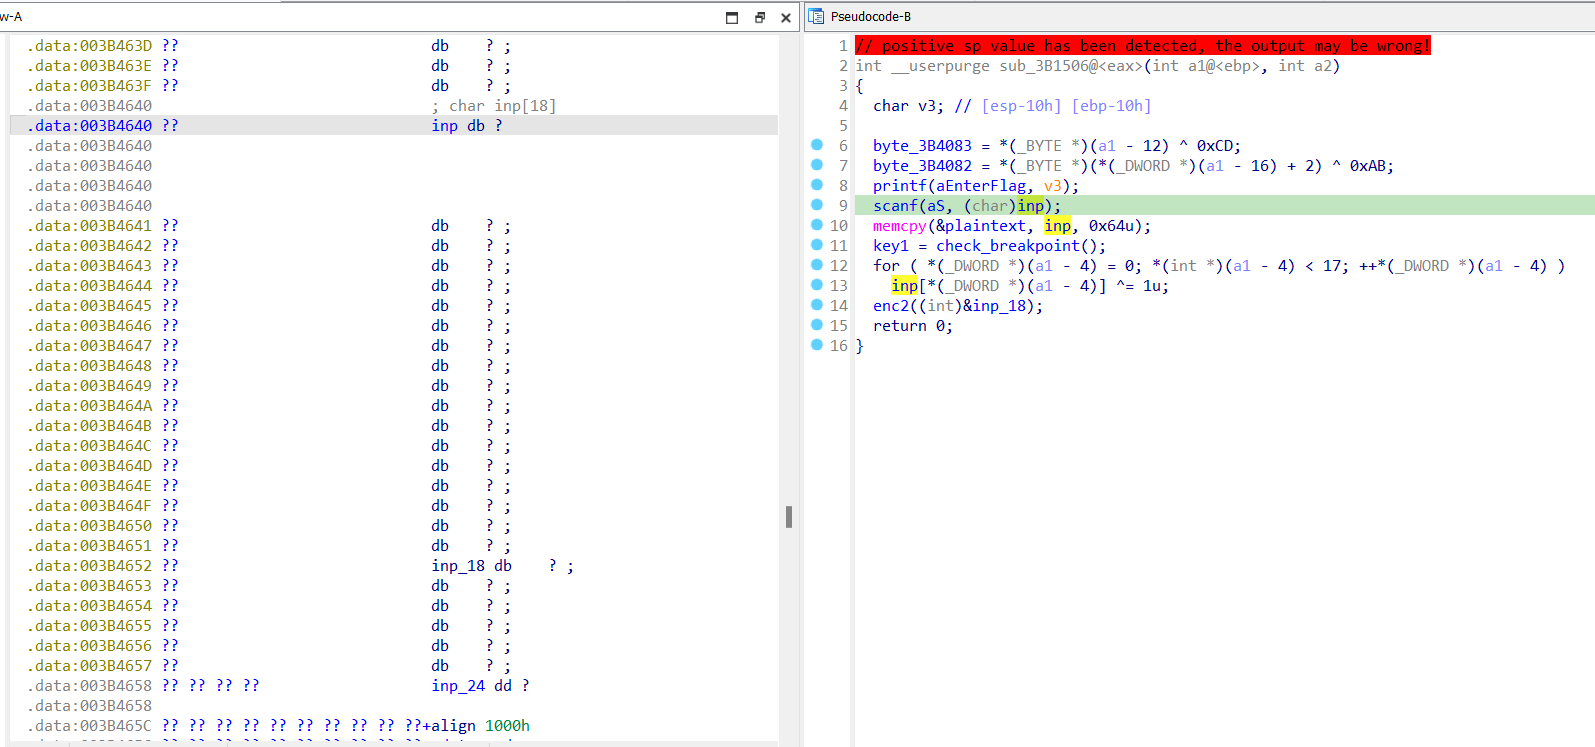 w-A
.data:003B463D ?? db ? ;
.data:003B463E ?? db ? ;
.data:003B463F ?? db ? ;
.data:003B4640 ; char inp[18]
.data:003B4640 ?? inp db ?
.data:003B4640
.data:003B4640
.data:003B4640
.data:003B4640
.data:003B4641 ?? db ? ;
.data:003B4642 ?? db ? ;
.data:003B4643 ?? db ? ;
.data:003B4644 ?? db ? ;
.data:003B4645 ?? db ? ;
.data:003B4646 ?? db ? ;
.data:003B4647 ?? db ? ;
.data:003B4648 ?? db ? ;
.data:003B4649 ?? db ? ;
.data:003B464A ?? db ? ;
.data:003B464B ?? db ? ;
.data:003B464C ?? db ? ;
.data:003B464D ?? db ? ;
.data:003B464E ?? db ? ;
.data:003B464F ?? db ? ;
.data:003B4650 ?? db ? ;
.data:003B4651 ?? db ? ;
.data:003B4652 ?? inp_18 db ? ;
.data:003B4653 ?? db ? ;
.data:003B4654 ?? db ? ;
.data:003B4655 ?? db ? ;
.data:003B4656 ?? db ? ;
.data:003B4657 ?? db ? ;
.data:003B4658 ?? ?? ?? ?? inp_24 dd ?
.data:003B4658
.data:003B465C ?? ?? ?? ?? ?? ?? ?? ?? ?? ??+align 1000h
Pseudocode-B
1 // positive sp value has been detected, the output may be wrong!
2 int __userpurge sub_3B1506@<eax>(int a1@<ebp>, int a2)
3 {
4 char v3; // [esp-10h] [ebp-10h]
5
6 byte_3B4083 = *(_BYTE *)(a1 - 12) ^ 0xCD;
7 byte_3B4082 = *(_BYTE *)(*(_DWORD *)(a1 - 16) + 2) ^ 0xAB;
8 printf(aEnterFlag, v3);
9 scanf(aS, (char)inp);
10 memcpy(&plaintext, inp, 0x64u);
11 key1 = check_breakpoint();
12 for ( *(_DWORD *)(a1 - 4) = 0; *(int *)(a1 - 4) < 17; ++*(_DWORD *)(a1 - 4) )
13 inp[*(_DWORD *)(a1 - 4)] ^= 1u;
14 enc2((int)&inp_18);
15 return 0;
16 }